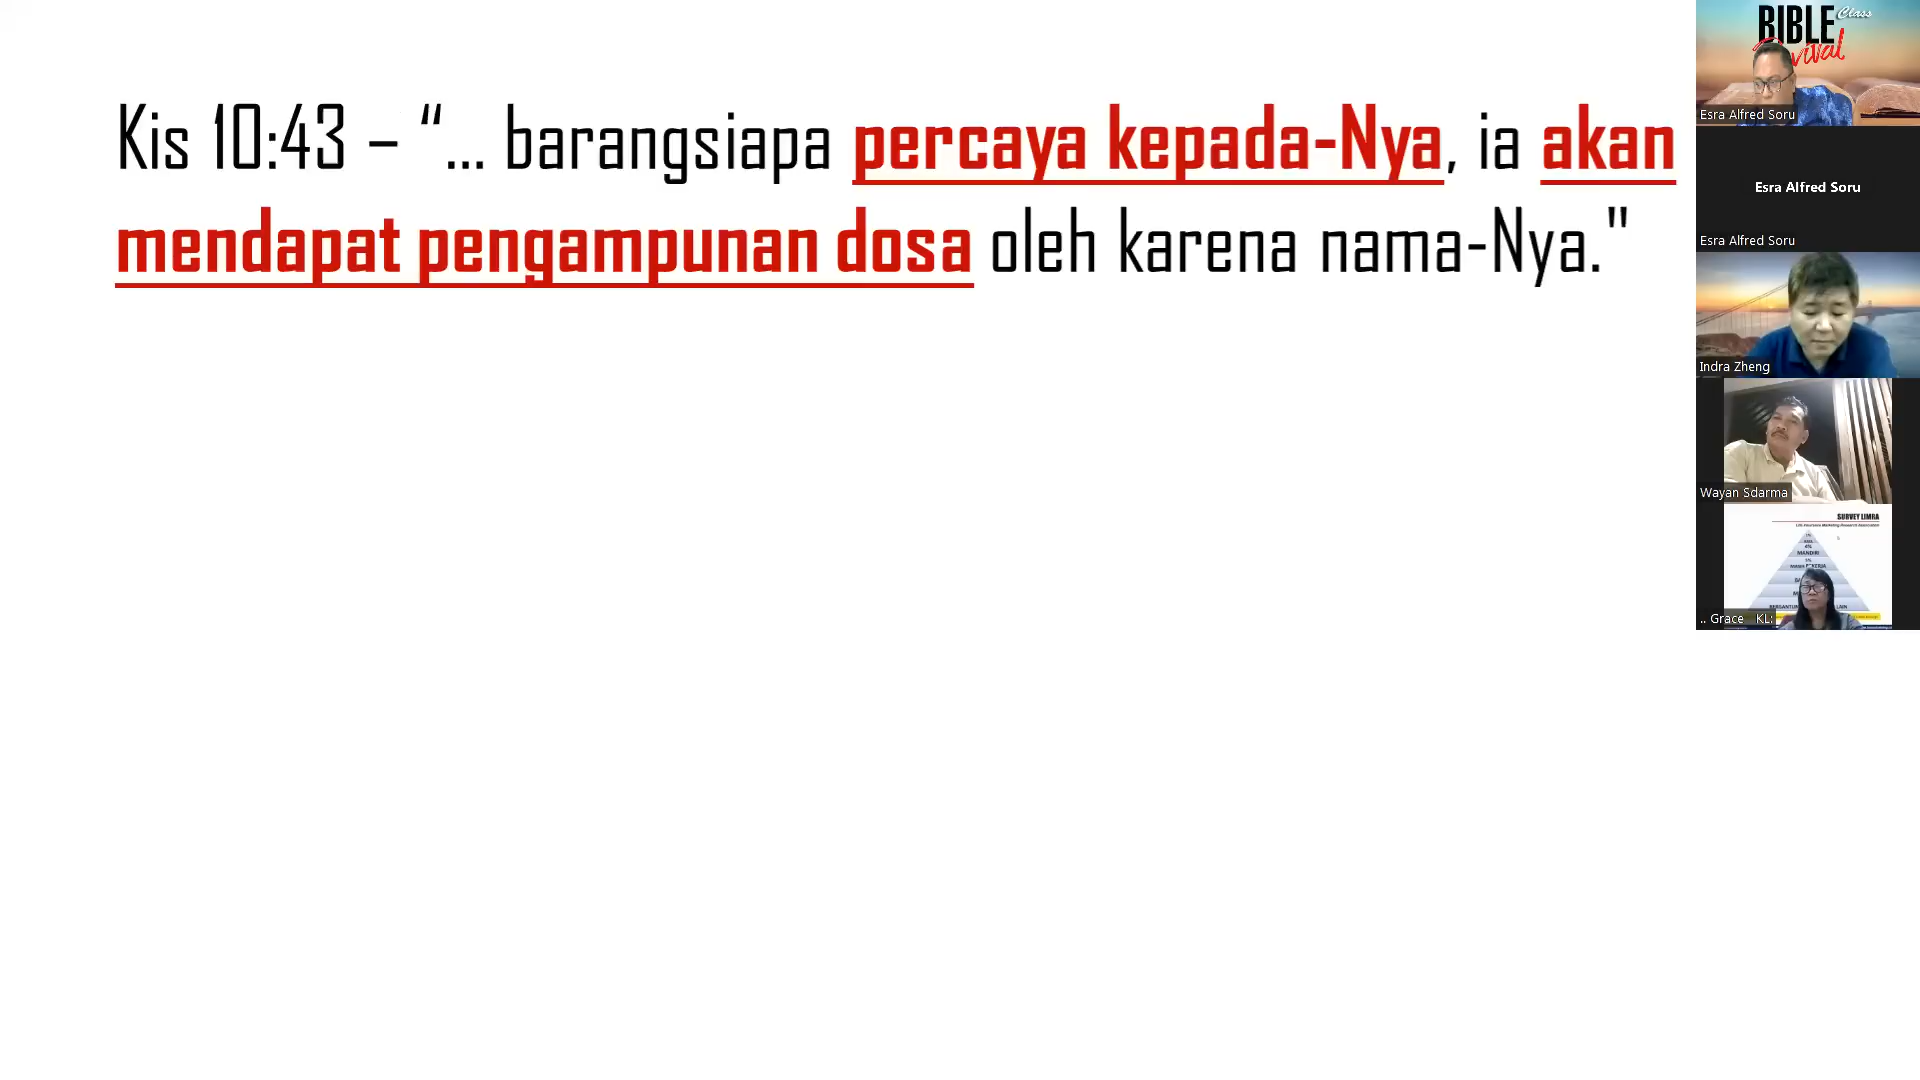 Kis 10:43 – “... barangsiapa percaya kepada-Nya, ia akan
mendapat pengampunan dosa oleh karena nama-Nya."
BIBLE Class
Esra Alfred Soru
Esra Alfred Soru
Esra Alfred Soru
Indra Zheng
Wayan Sdarma
SURVEY LIMRA
MANDIRI
.. Grace KL: